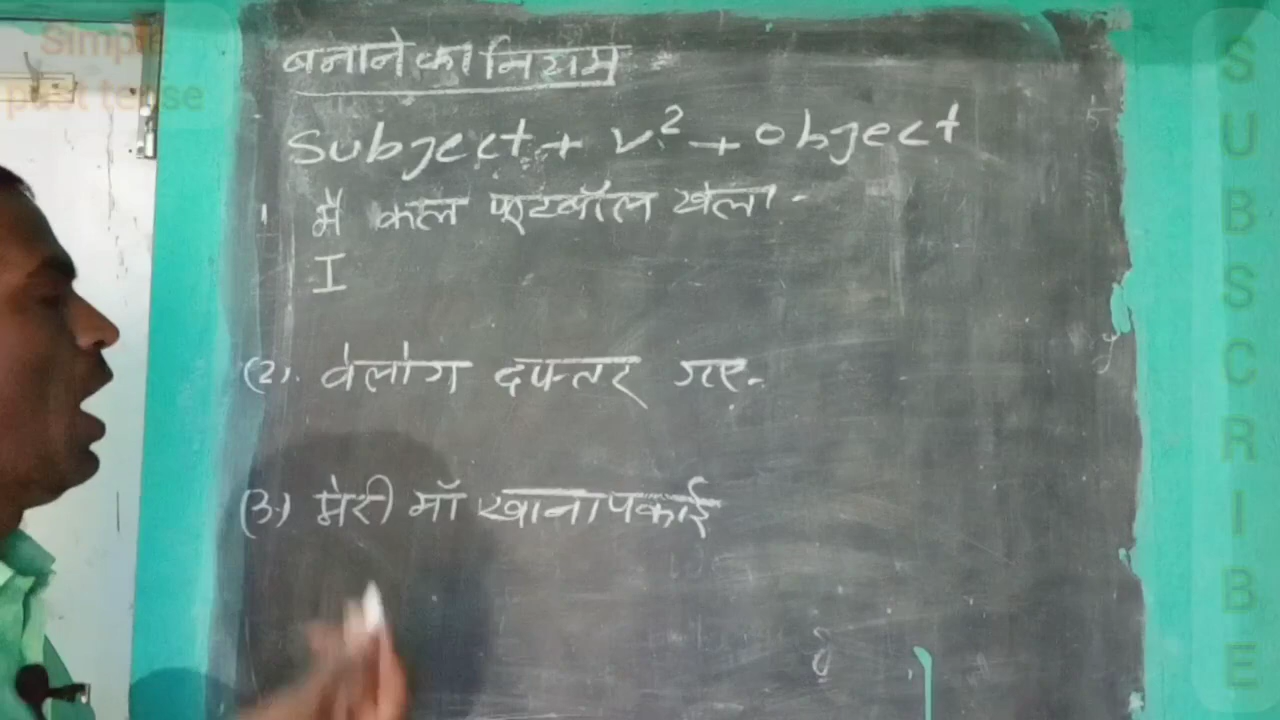 Simple
past tense
बनाने का नियम
Subject + V² + Object
1 मैं कल फुटबॉल खेला -
I
(2). वेलोग दफ्तर गए.
(3.) मेरी माँ खाना पकाई
SUBSCRIBE